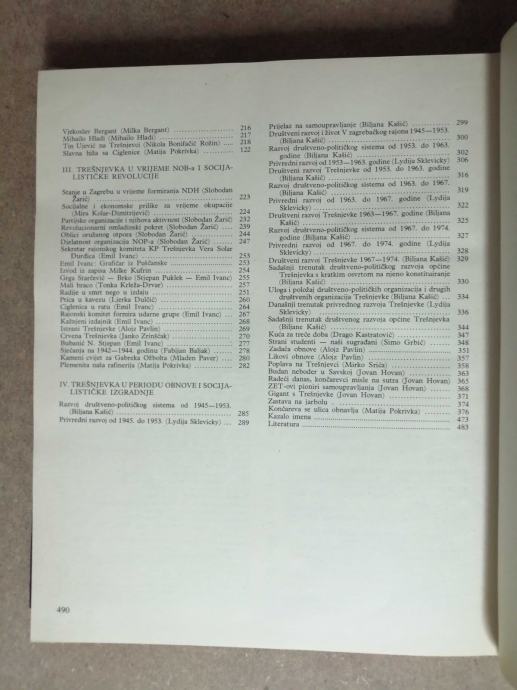 Vjekoslav Bergant (Milka Bergant) 216
Mihailo Hladi (Mihailo Hladi) 217
Tin Ujević na Trešnjevci (Nikola Bonifačić Rožin) 218
Slavna hiža sa Ciglenice (Matija Pokrivka) 122
III. TREŠNJEVKA U VRIJEME NOB-a I SOCIJA-
LISTIČKE REVOLUCIJE
Stanje u Zagrebu u vrijeme formiranja NDH (Slobodan
Žarić) 223
Socijalne i ekonomske prilike za vrijeme okupacije
(Mira Kolar-Dimitrijević) 224
Partijske organizacije i njihova aktivnost (Slobodan Žarić) 232
Revolucionarni omladinski pokret (Slobodan Žarić) 239
Oblici oružanog otpora (Slobodan Žarić) 244
Djelatnost organizacija NOP-a (Slobodan Žarić) 247
Sekretar rajonskog komiteta KP Trešnjevka Vera Solar
Đurđica (Emil Ivanc) 253
Emil Ivanc: Grafičar iz Puščanske 253
Izvod iz zapisa Milke Kufrin 254
Grga Starčević — Brko (Stjepan Puklek — Emil Ivanc) 255
Mali braco (Tonka Krleža-Drvar) 257
Radije u smrt nego u izdaju 251
Ptica u kavezu (Lierka Dulčić) 260
Ciglenica u ratu (Emil Ivanc) 264
Rajonski komitet formira udarne grupe (Emil Ivanc) 267
Kažnjeni izdajnik (Emil Ivanc) 268
Istrani Trešnjevke (Alojz Pavlin) 269
Crvena Trešnjevka (Janko Zrinšćak) 270
Bubanić N. Stjepan (Emil Ivanc) 277
Sjećanja na 1942—1944. godinu (Fabijan Baljak) 278
Kameni cvijet za Gabreka Odbolta (Mladen Paver) 280
Plemenita naša rafinerija (Matija Pokrivka) 282
IV. TREŠNJEVKA U PERIODU OBNOVE I SOCIJA-
LISTIČKE IZGRADNJE
Razvoj društveno-političkog sistema od 1945—1953.
(Biljana Kašić) 285
Privredni razvoj od 1945. do 1953. (Lydija Sklevicky) 289
Prijelaz na samoupravljanje (Biljana Kašić) 299
Društveni razvoj i život V zagrebačkog rajona 1945—1953.
(Biljana Kašić) 300
Razvoj društveno-političkog sistema od 1953. do 1963.
godine (Biljana Kašić) 302
Privredni razvoj od 1953—1963. godine (Lydija Sklevicky) 306
Društveni razvoj Trešnjevke od 1953. do 1963. godine
(Biljana Kašić) 316
Razvoj društveno-političkog sistema od 1963. do 1967.
godine (Biljana Kašić) 319
Privredni razvoj od 1963. do 1967. godine (Lydija
Sklevicky) 322
Društveni razvoj Trešnjevke 1963—1967. godine (Biljana
Kašić) 325
Razvoj društveno-političkog sistema od 1967. do 1974.
godine (Biljana Kašić) 327
Privredni razvoj od 1967. do 1974. godine (Lydija
Sklevicky) 328
Društveni razvoj Trešnjevke 1967—1974. (Biljana Kašić) 329
Sadašnji trenutak društveno-političkog razvoja općine
Trešnjevka s kratkim osvrtom na njeno konstituiranje
(Biljana Kašić) 330
Uloga i položaj društveno-političkih organizacija i drugih
društvenih organizacija Trešnjevke (Biljana Kašić) 334
Današnji trenutak privrednog razvoja Trešnjevke (Lydija
Sklevicky) 336
Sadašnji trenutak društvenog razvoja općine Trešnjevka
(Biljane Kašić) 344
Kuća za treće doba (Drago Kastratović) 347
Strani studenti — naši sugrađani (Simo Grbić) 348
Zadaća obnove (Alojz Pavlin) 351
Likovi obnove (Alojz Pavlin) 357
Poplava na Trešnjevci (Mirko Srića) 358
Budan neboder u Savskoj (Jovan Hovan) 363
Radeći danas, končarevci misle na sutra (Jovan Hovan) 365
ZET-ovi pioniri samoupravljanja (Jovan Hovan) 368
Gigant s Trešnjevke (Jovan Hovan) 371
Zastava na jarbolu 374
Končareva se ulica obnavlja (Matija Pokrivka) 376
Kazalo imena 473
Literatura 483
490